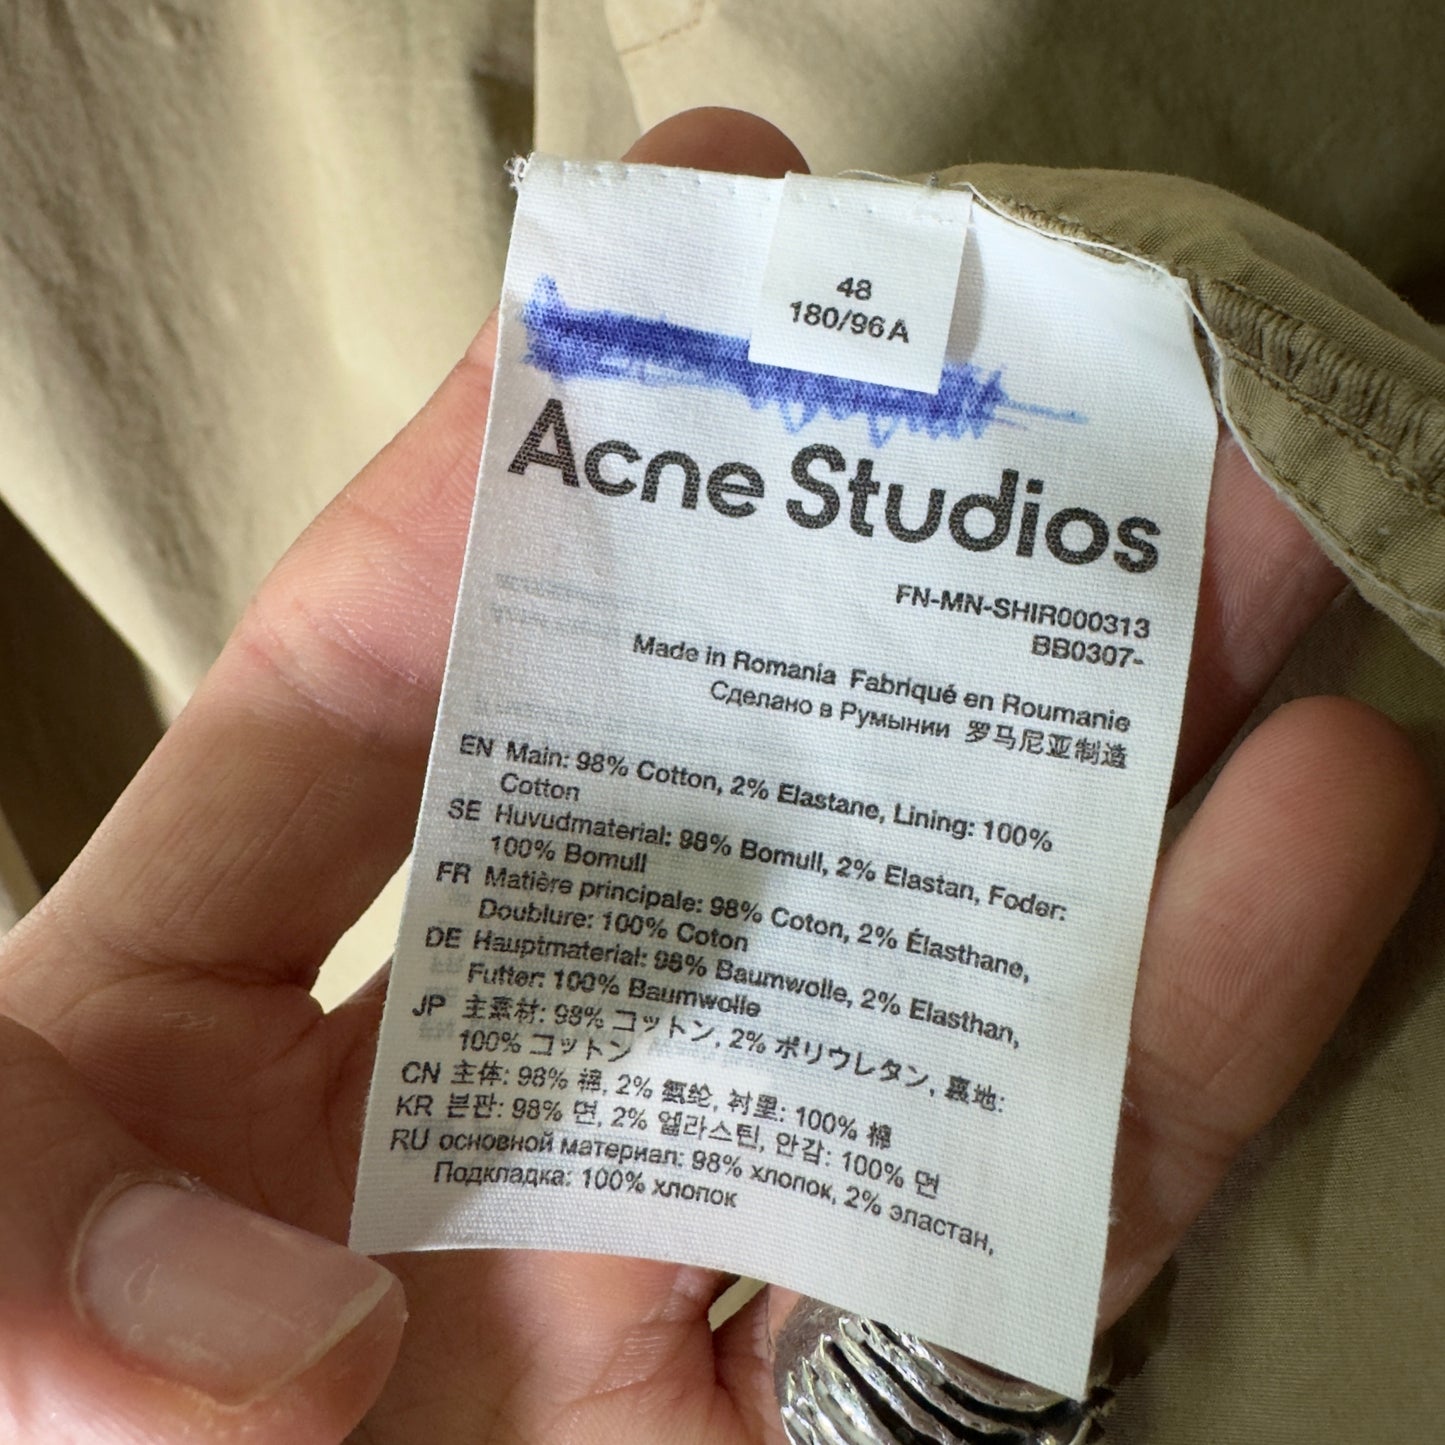 48
180/96A
Acne Studios
FN-MN-SHIR000313
BB0307-
Made in Romania Fabriqué en Roumanie
Сделано в Румынии 罗马尼亚制造
EN Main: 98% Cotton, 2% Elastane, Lining: 100%
Cotton
SE Huvudmaterial: 98% Bomull, 2% Elastan, Foder:
100% Bomull
FR Matière principale: 98% Coton, 2% Élasthane,
Doublure: 100% Coton
DE Hauptmaterial: 98% Baumwolle, 2% Elasthan,
Futter: 100% Baumwolle
JP 主素材: 98% コットン, 2% ポリウレタン, 裏地:
100% コットン
CN 主体: 98% 棉, 2% 氨纶, 衬里: 100% 棉
KR 본판: 98% 면, 2% 엘라스틴, 안감: 100% 면
RU основной материал: 98% хлопок, 2% эластан,
Подкладка: 100% хлопок